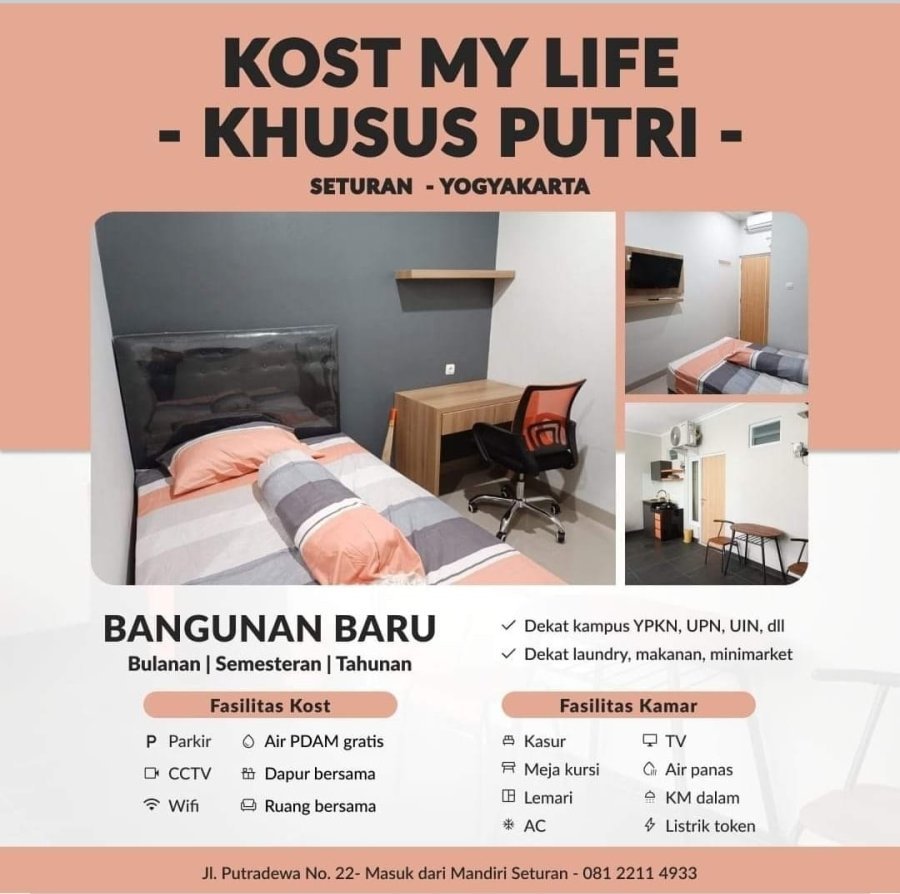 KOST MY LIFE
- KHUSUS PUTRI -
SETURAN - YOGYAKARTA
BANGUNAN BARU
Bulanan | Semesteran | Tahunan
Dekat kampus YPKN, UPN, UIN, dll
Dekat laundry, makanan, minimarket
Fasilitas Kost
P Parkir
CCTV
Wifi
Air PDAM gratis
Dapur bersama
Ruang bersama
Fasilitas Kamar
Kasur
Meja kursi
Lemari
AC
TV
Air panas
KM dalam
Listrik token
Jl. Putradewa No. 22- Masuk dari Mandiri Seturan - 081 2211 4933